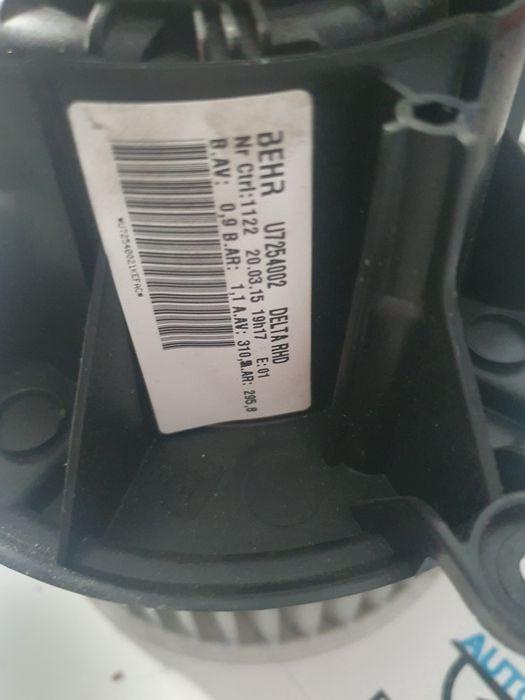 BEHR U7254002 DELTA RHD
Nr Ctrl:1122 20.03.15 19h17 E:01
B.AV: 0,9 B.AR: 1,1 A.AV: 310, A.AR: 295,8
AUT